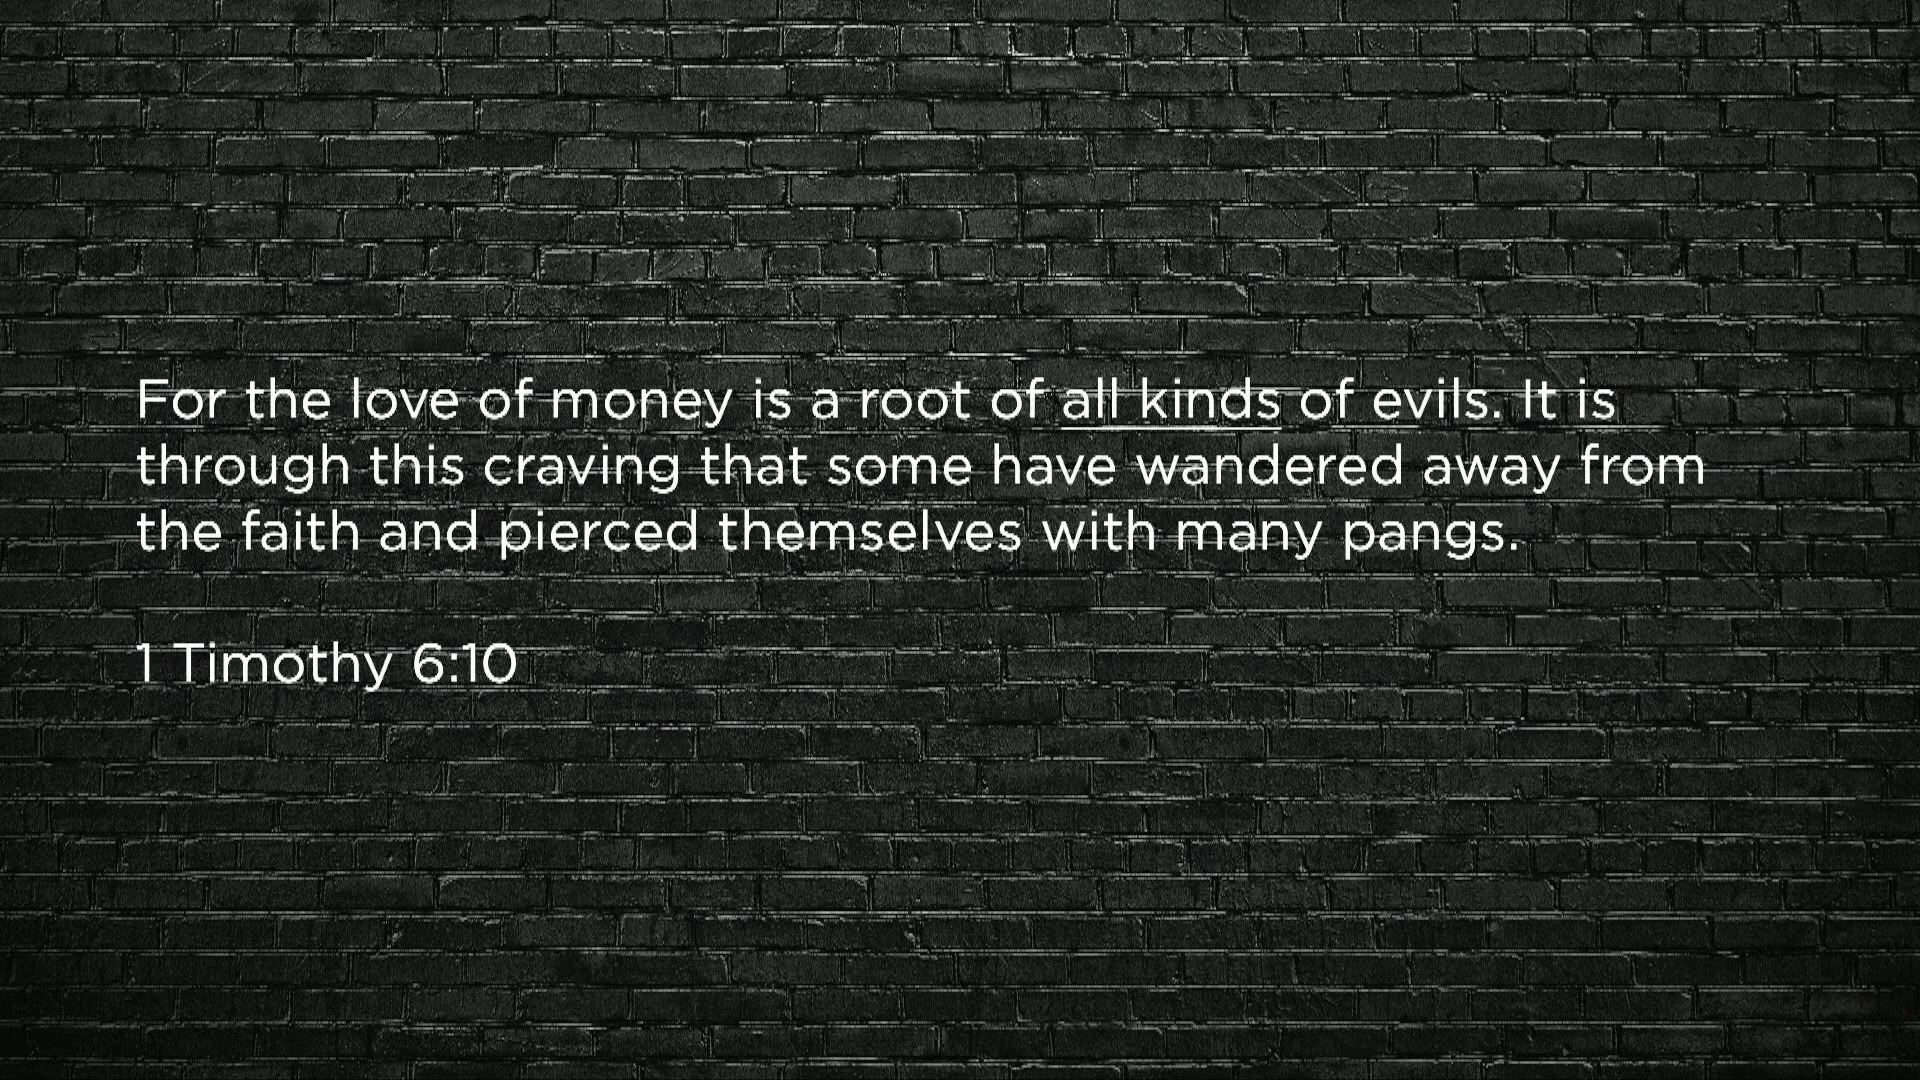 For the love of money is a root of all kinds of evils. It is
through this craving that some have wandered away from
the faith and pierced themselves with many pangs.
1 Timothy 6:10